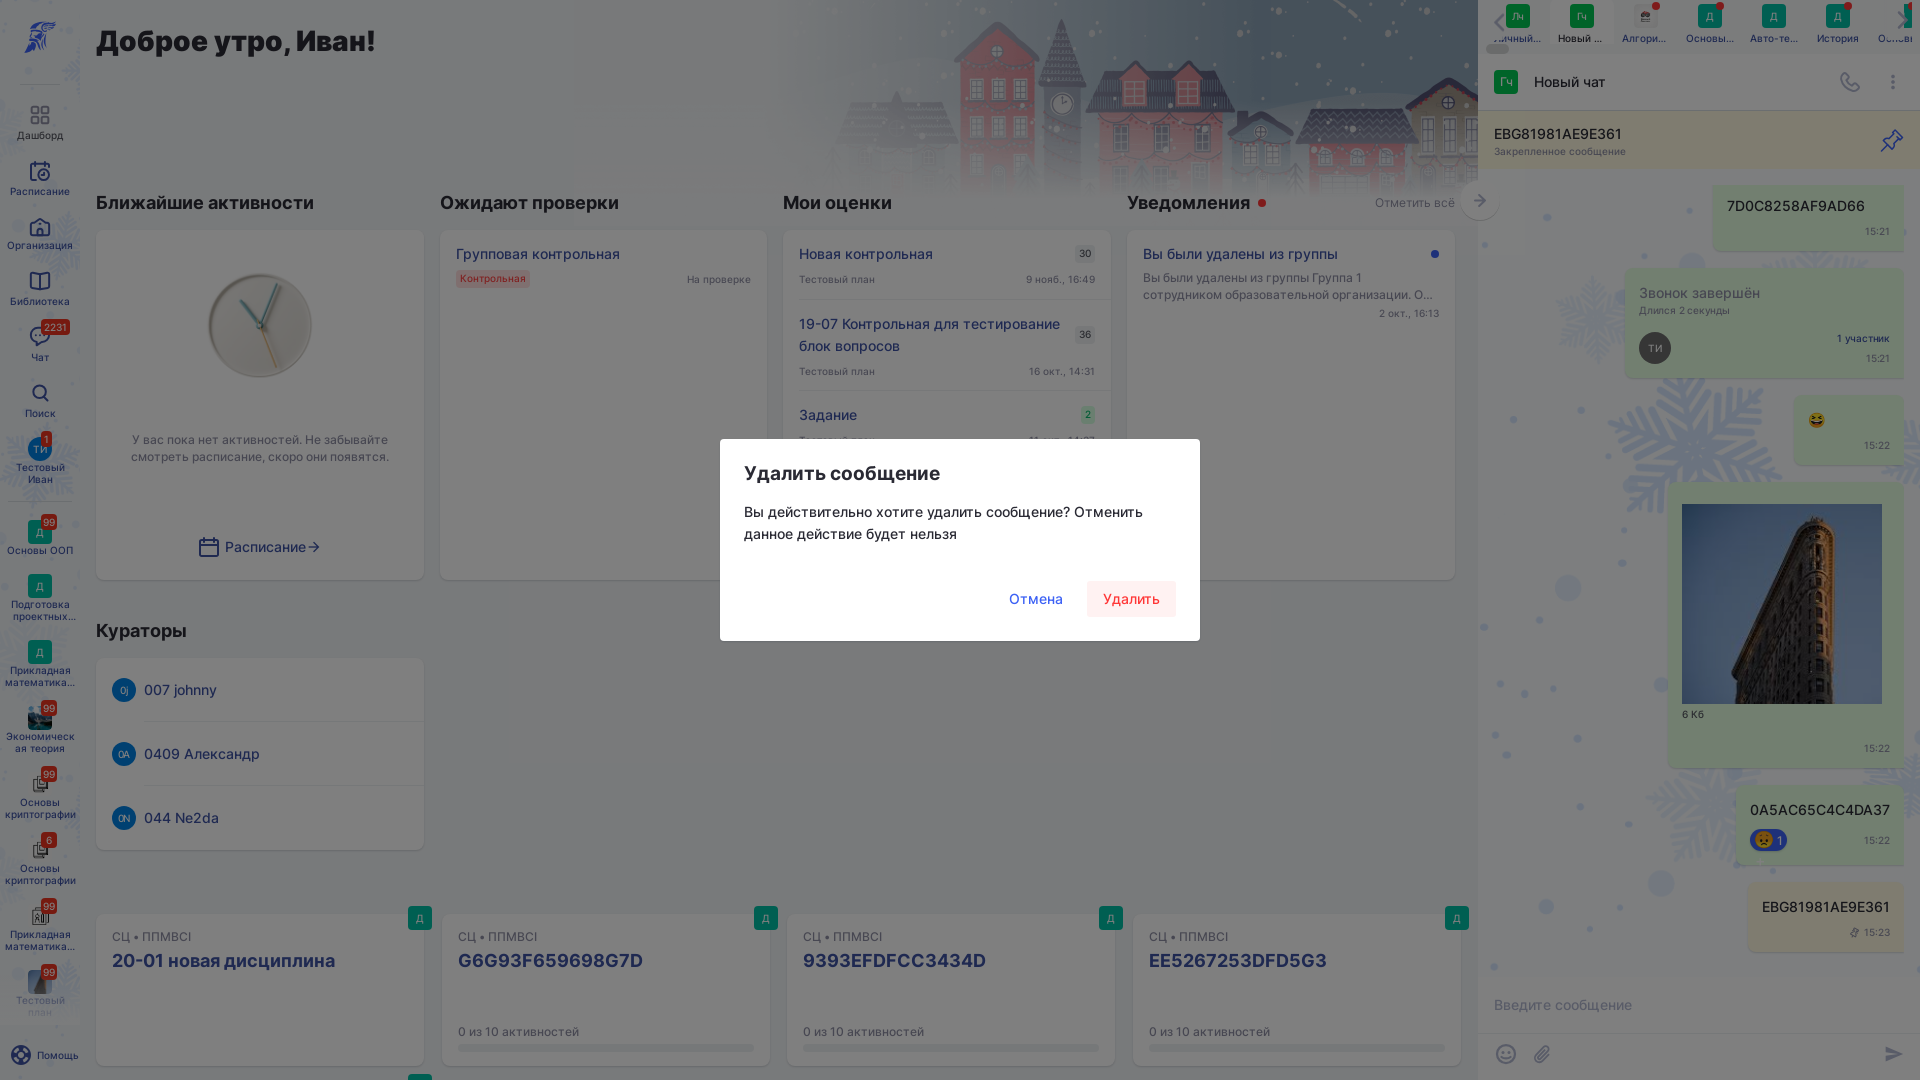 Дашборд
Расписание
Организация
Библиотека
2231
Чат
Поиск
1
ТИ
Тестовый
Иван
99
Д
Основы ООП
Д
Подготовка
проектных...
Д
Прикладная
математика...
99
Экономическ
ая теория
99
Основы
криптографии
6
Основы
криптографии
99
Прикладная
математика...
99
Тестовый
план
Помощь
Доброе утро, Иван!
Ближайшие активности
У вас пока нет активностей. Не забывайте
смотреть расписание, скоро они появятся.
Расписание
Ожидают проверки
Групповая контрольная
Контрольная
На проверке
Мои оценки
Новая контрольная
30
Тестовый план
9 нояб., 16:49
19-07 Контрольная для тестирование
блок вопросов
36
Тестовый план
16 окт., 14:31
Задание
2
Уведомления
Отметить всё
Вы были удалены из группы
Вы были удалены из группы Группа 1
сотрудником образовательной организации. О...
2 окт., 16:13
Удалить сообщение
Вы действительно хотите удалить сообщение? Отменить
данное действие будет нельзя
Отмена
Удалить
Кураторы
0j
007 johnny
0А
0409 Александр
0N
044 Ne2da
Д
СЦ • ППМВСI
20-01 новая дисциплина
Д
СЦ • ППМВСI
G6G93F659698G7D
0 из 10 активностей
Д
СЦ • ППМВСI
9393EFDFCC3434D
0 из 10 активностей
Д
СЦ • ППМВСI
EE5267253DFD5G3
0 из 10 активностей
Лч
Гч
Новый ...
Алгори...
Д
Основы...
Д
Авто-те...
Д
История
Гч
Новый чат
EBG81981AE9E361
Закрепленное сообщение
7D0C8258AF9AD66
15:21
Звонок завершён
Длился 2 секунды
ТИ
1 участник
15:21
15:22
6 Кб
15:22
0A5AC65C4C4DA37
1
15:22
EBG81981AE9E361
15:23
Введите сообщение